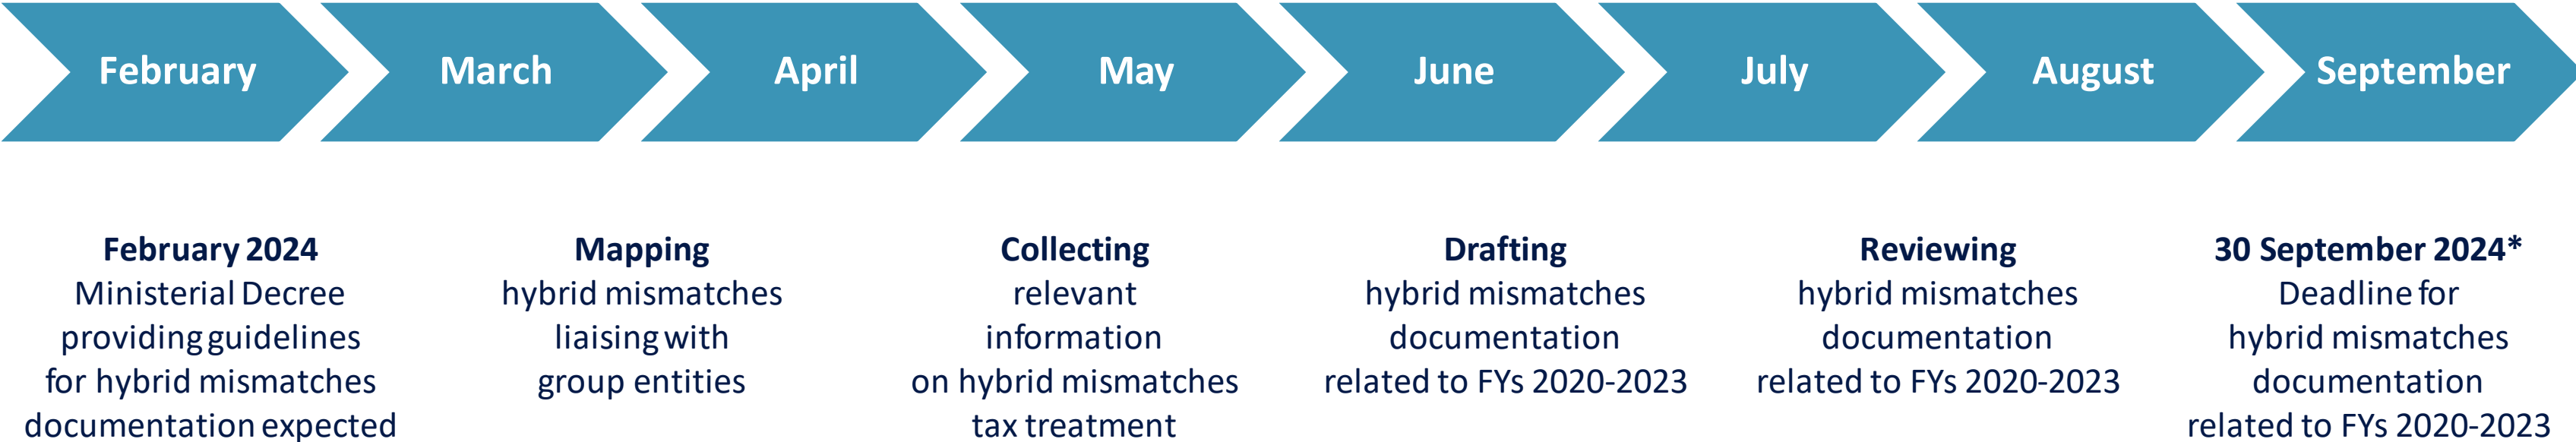 February
March
April
May
June
July
August
September
February 2024
Ministerial Decree
providing guidelines
for hybrid mismatches
documentation expected
Mapping
hybrid mismatches
liaising with
group entities
Collecting
relevant
information
on hybrid mismatches
tax treatment
Drafting
hybrid mismatches
documentation
related to FYs 2020-2023
Reviewing
hybrid mismatches
documentation
related to FYs 2020-2023
30 September 2024*
Deadline for
hybrid mismatches
documentation
related to FYs 2020-2023